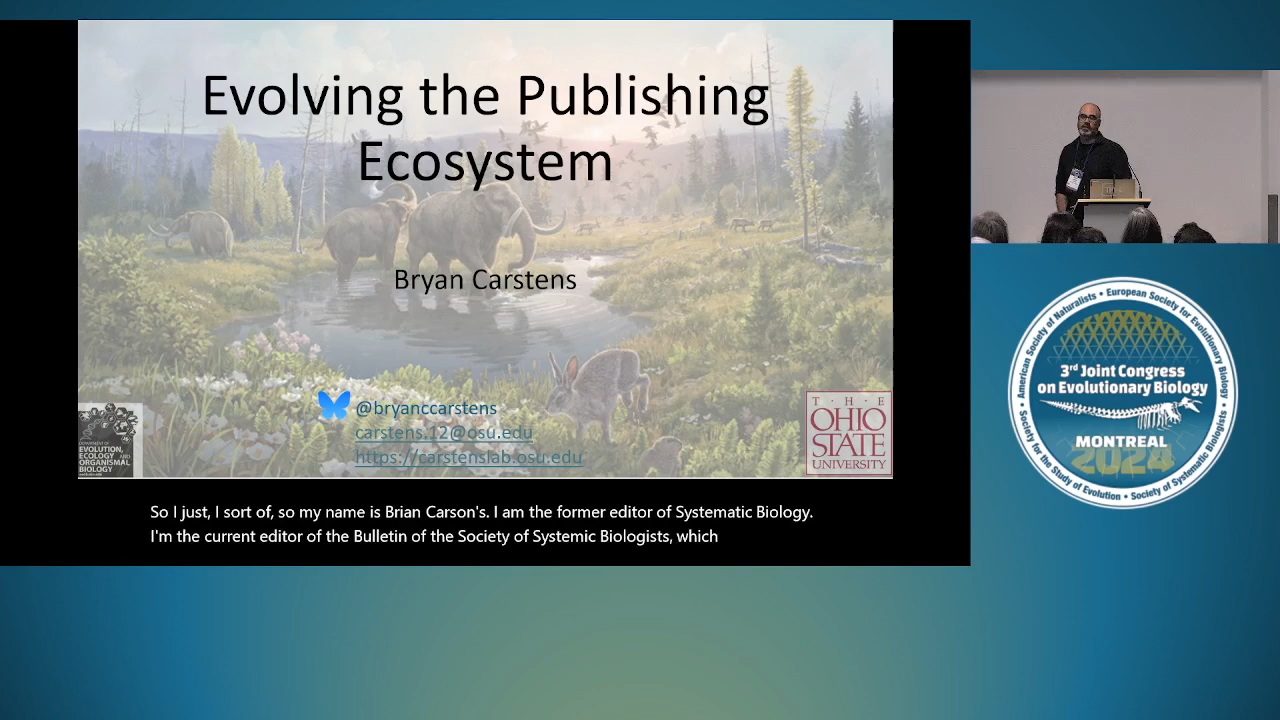 Evolving the Publishing
Ecosystem
Bryan Carstens
@bryanccarstens
carstens.12@osu.edu
https://carstenslab.osu.edu
DEPARTMENT OF
EVOLUTION,
ECOLOGY AND
ORGANISMAL
BIOLOGY
T · H · E
OHIO
STATE
UNIVERSITY
So I just, I sort of, so my name is Brian Carson's. I am the former editor of Systematic Biology.
I'm the current editor of the Bulletin of the Society of Systemic Biologists, which
American Society of Naturalists • European Society for Evolutionary Biology •
Society for the Study of Evolution • Society of Systematic Biologists •
3rd Joint Congress
on Evolutionary Biology
MONTREAL
2024